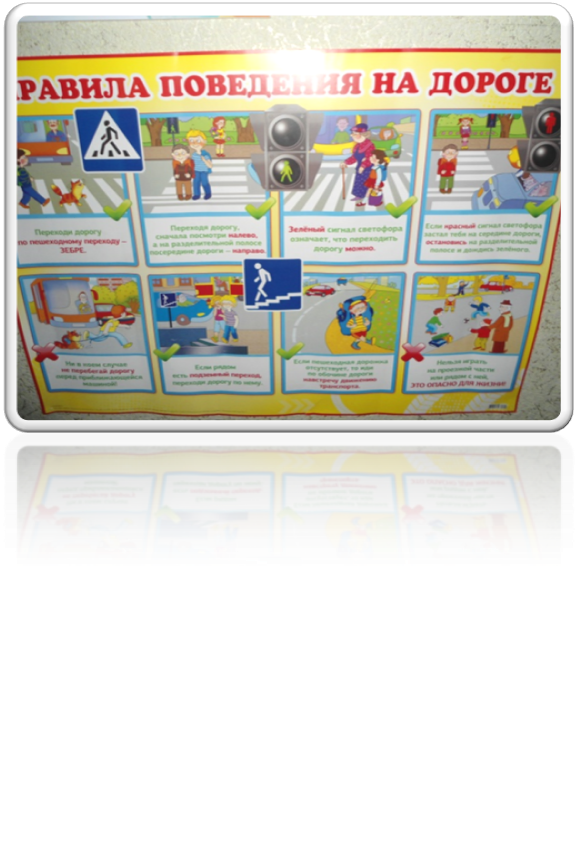 РАВИЛА ПОВЕДЕНИЯ НА ДОРОГЕ
Переходи дорогу
по пешеходному переходу –
ЗЕБРЕ.
Переходя дорогу,
сначала посмотри налево,
а на разделительной полосе
посередине дороги – направо.
Зелёный сигнал светофора
означает, что переходить
дорогу можно.
Если красный сигнал светофора
застал тебя на середине дороги,
остановись на разделительной
полосе и дождись зелёного.
Ни в коем случае
не перебегай дорогу
перед приближающейся
машиной!
Если рядом
есть подземный переход,
переходи дорогу по нему.
Если пешеходная дорожка
отсутствует, то иди
по обочине дороги
навстречу движению
транспорта.
Нельзя играть
на проезжей части
или рядом с ней.
ЭТО ОПАСНО ДЛЯ ЖИЗНИ!